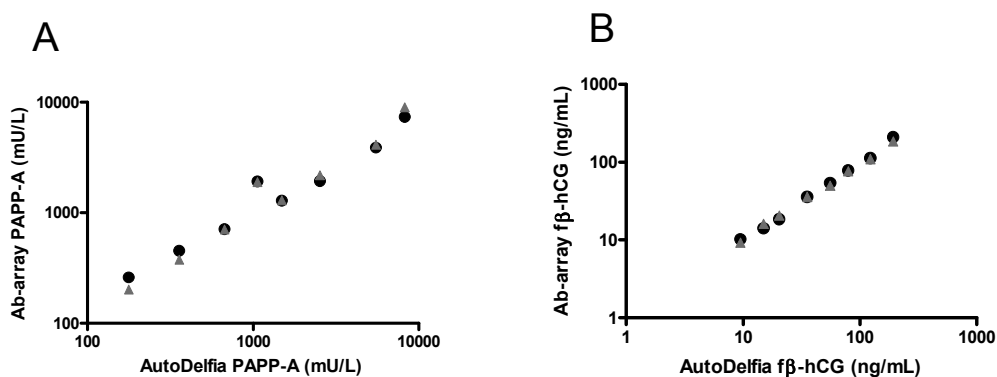 A
10000
1000
100
100
1000
10000
Ab-array PAPP-A (mU/L)
AutoDelfia PAPP-A (mU/L)
B
1000
100
10
1
1
10
100
1000
Ab-array fβ-hCG (ng/mL)
AutoDelfia fβ-hCG (ng/mL)